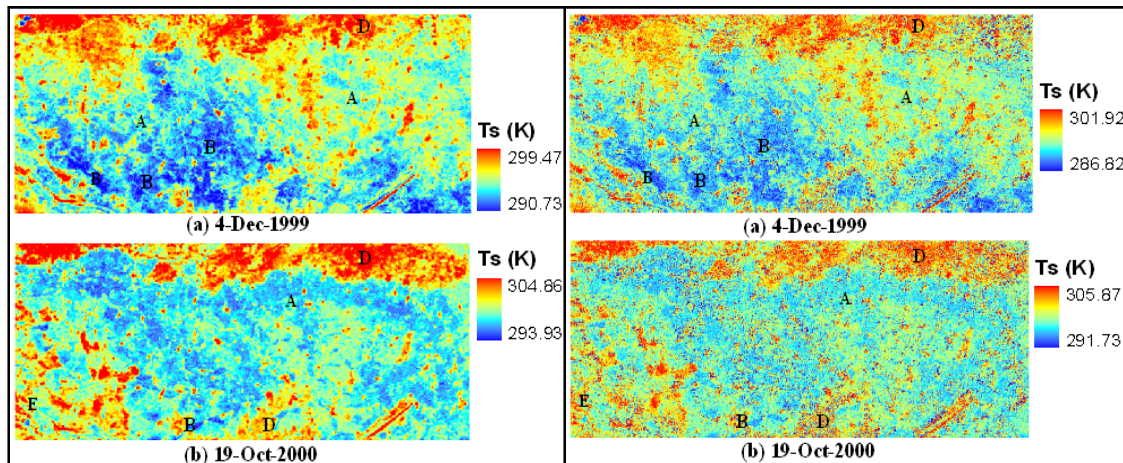 D
A
A
B
B
B
Ts (K)
299.47
290.73
(a) 4-Dec-1999
D
A
A
B
B
B
Ts (K)
301.92
286.82
(a) 4-Dec-1999
D
A
E
B
D
Ts (K)
304.86
293.93
(b) 19-Oct-2000
D
A
E
B
D
Ts (K)
305.87
291.73
(b) 19-Oct-2000